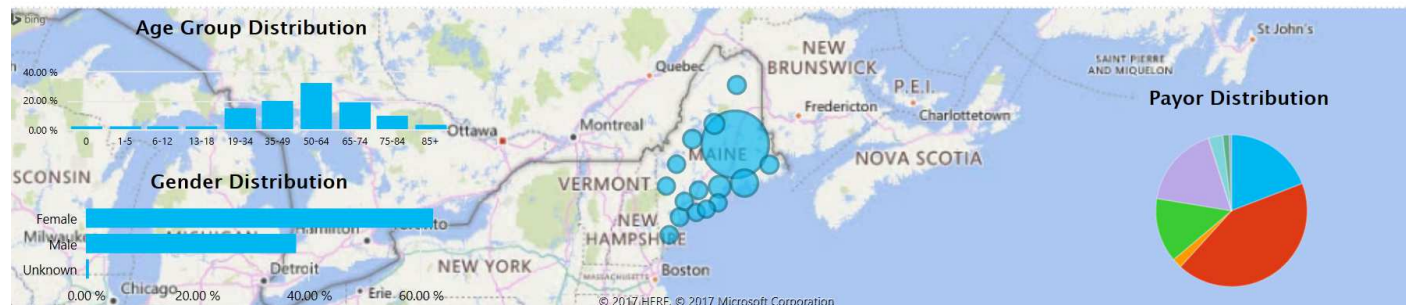 bing
Age Group Distribution
40.00 %
20.00 %
0.00 %
0 1-5 6-12 13-18 19-34 35-49 50-64 65-74 75-84 85+
Gender Distribution
Female
Male
Unknown
0.00 % 20.00 % 40.00 % 60.00 %
SCONSIN
Milwauke
MICHIGAN
Chicago
Detroit
Hamilton
Erie
Ottawa
Montreal
Quebec
VERMONT
NEW
HAMPSHIRE
NEW YORK
MASSACHUSETTS
Boston
MAINE
NEW
BRUNSWICK
Fredericton
P.E.I.
Charlottetown
NOVA SCOTIA
SAINT PIERRE
AND MIQUELON
St John's
Payor Distribution
© 2017 HERE, © 2017 Microsoft Corporation